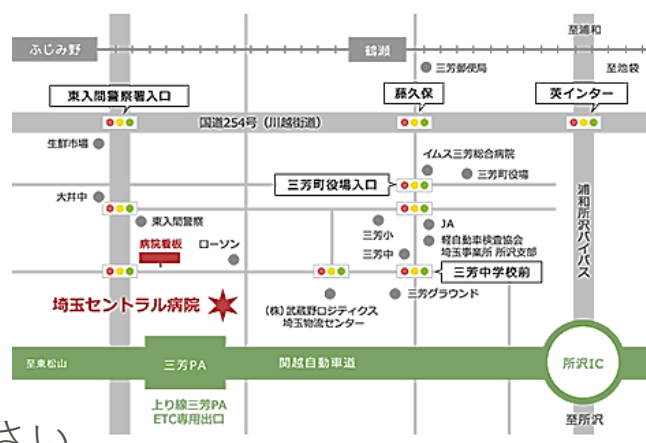 至浦和
ふじみ野
鶴瀬
三芳郵便局
至池袋
東入間警察署入口
藤久保
英インター
国道254号（川越街道）
生鮮市場
イムス三芳総合病院
三芳町役場入口
三芳町役場
大井中
浦和所沢バイパス
東入間警察
三芳小
JA
病院看板
ローソン
軽自動車検査協会
埼玉事業所 所沢支部
三芳中
三芳中学校前
埼玉セントラル病院
三芳グラウンド
(株)武蔵野ロジティクス
埼玉物流センター
至東松山
三芳PA
関越自動車道
所沢IC
上り線三芳PA
ETC専用出口
至所沢
さい